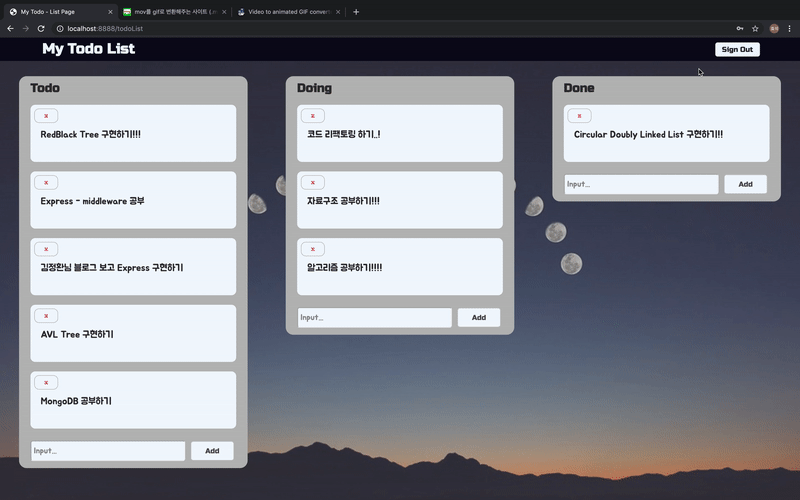 My Todo - List Page
mov를 gif로 변환해주는 사이트 (.m
Video to animated GIF convert
localhost:8888/todoList
My Todo List
Sign Out
Todo
x
RedBlack Tree 구현하기!!!
x
Express - middleware 공부
x
김정환님 블로그 보고 Express 구현하기
x
AVL Tree 구현하기
x
MongoDB 공부하기
Input...
Add
Doing
x
코드 리팩토링 하기..!
x
자료구조 공부하기!!!
x
알고리즘 공부하기!!!!
Input...
Add
Done
x
Circular Doubly Linked List 구현하기!!
Input...
Add